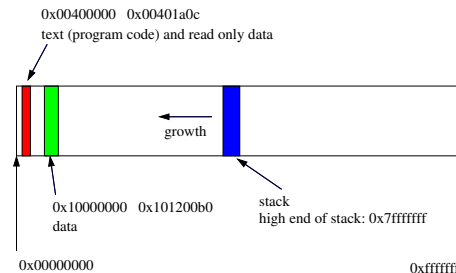 0x00400000 0x00401a0c
text (program code) and read only data
growth
stack
high end of stack: 0x7fffffff
0x10000000 0x101200b0
data
0x00000000